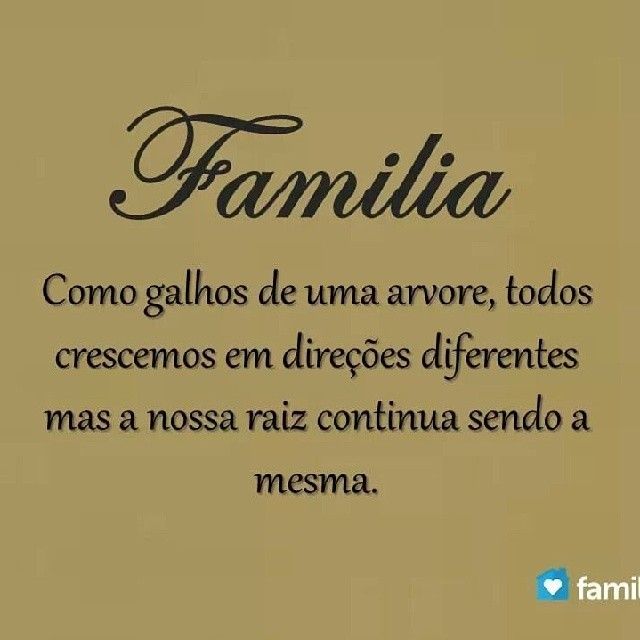 Familia
Como galhos de uma arvore, todos
crescemos em direções diferentes
mas a nossa raiz continua sendo a
mesma.
famil